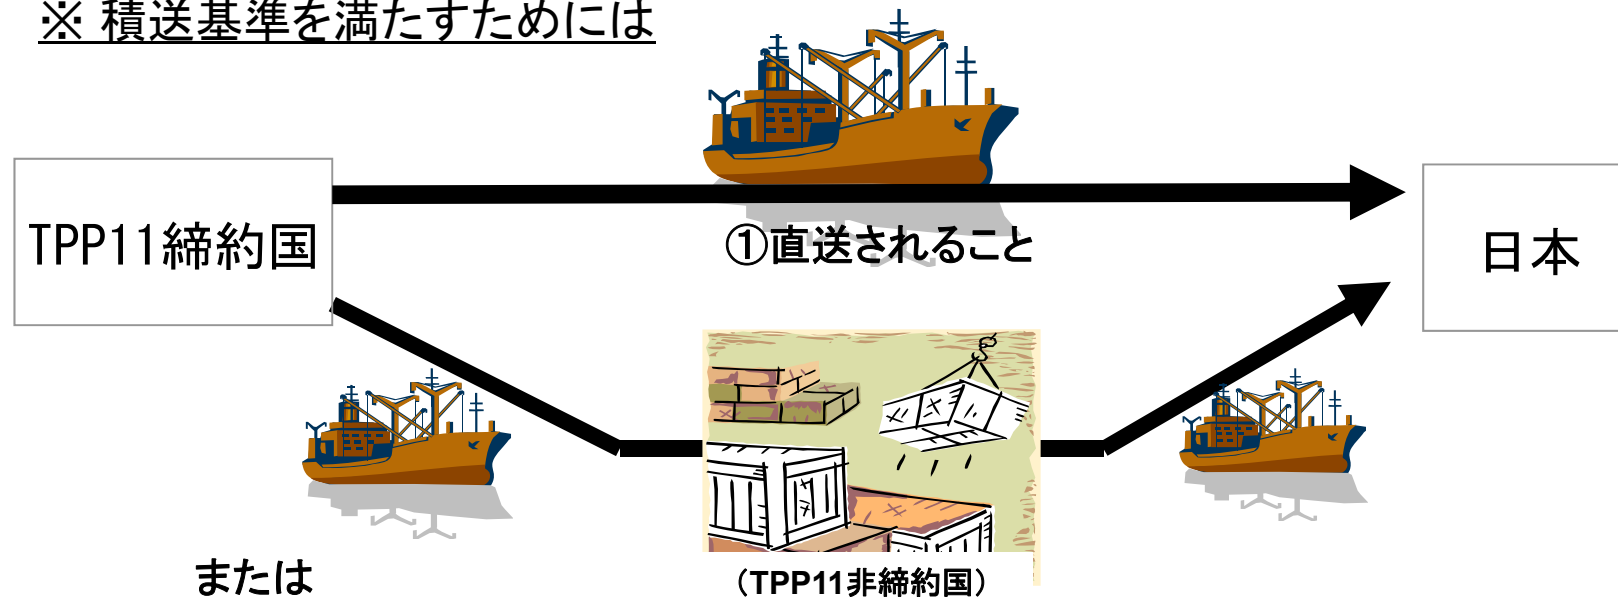 ※ 積送基準を満たすためには
TPP11締約国
①直送されること
日本
または
（TPP11非締約国）